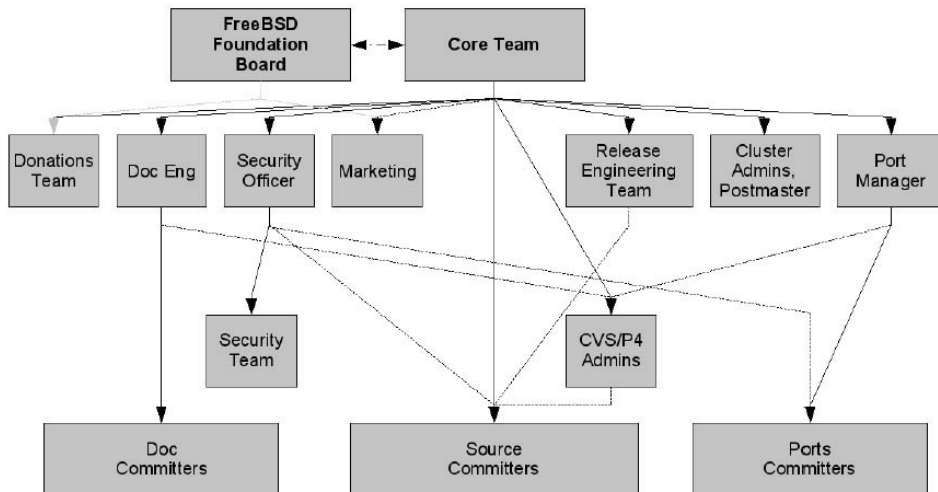 FreeBSD
Foundation
Board
Core Team
Donations
Team
Doc Eng
Security
Officer
Marketing
Release
Engineering
Team
Cluster
Admins,
Postmaster
Port
Manager
Security
Team
CVS/P4
Admins
Doc
Committers
Source
Committers
Ports
Committers